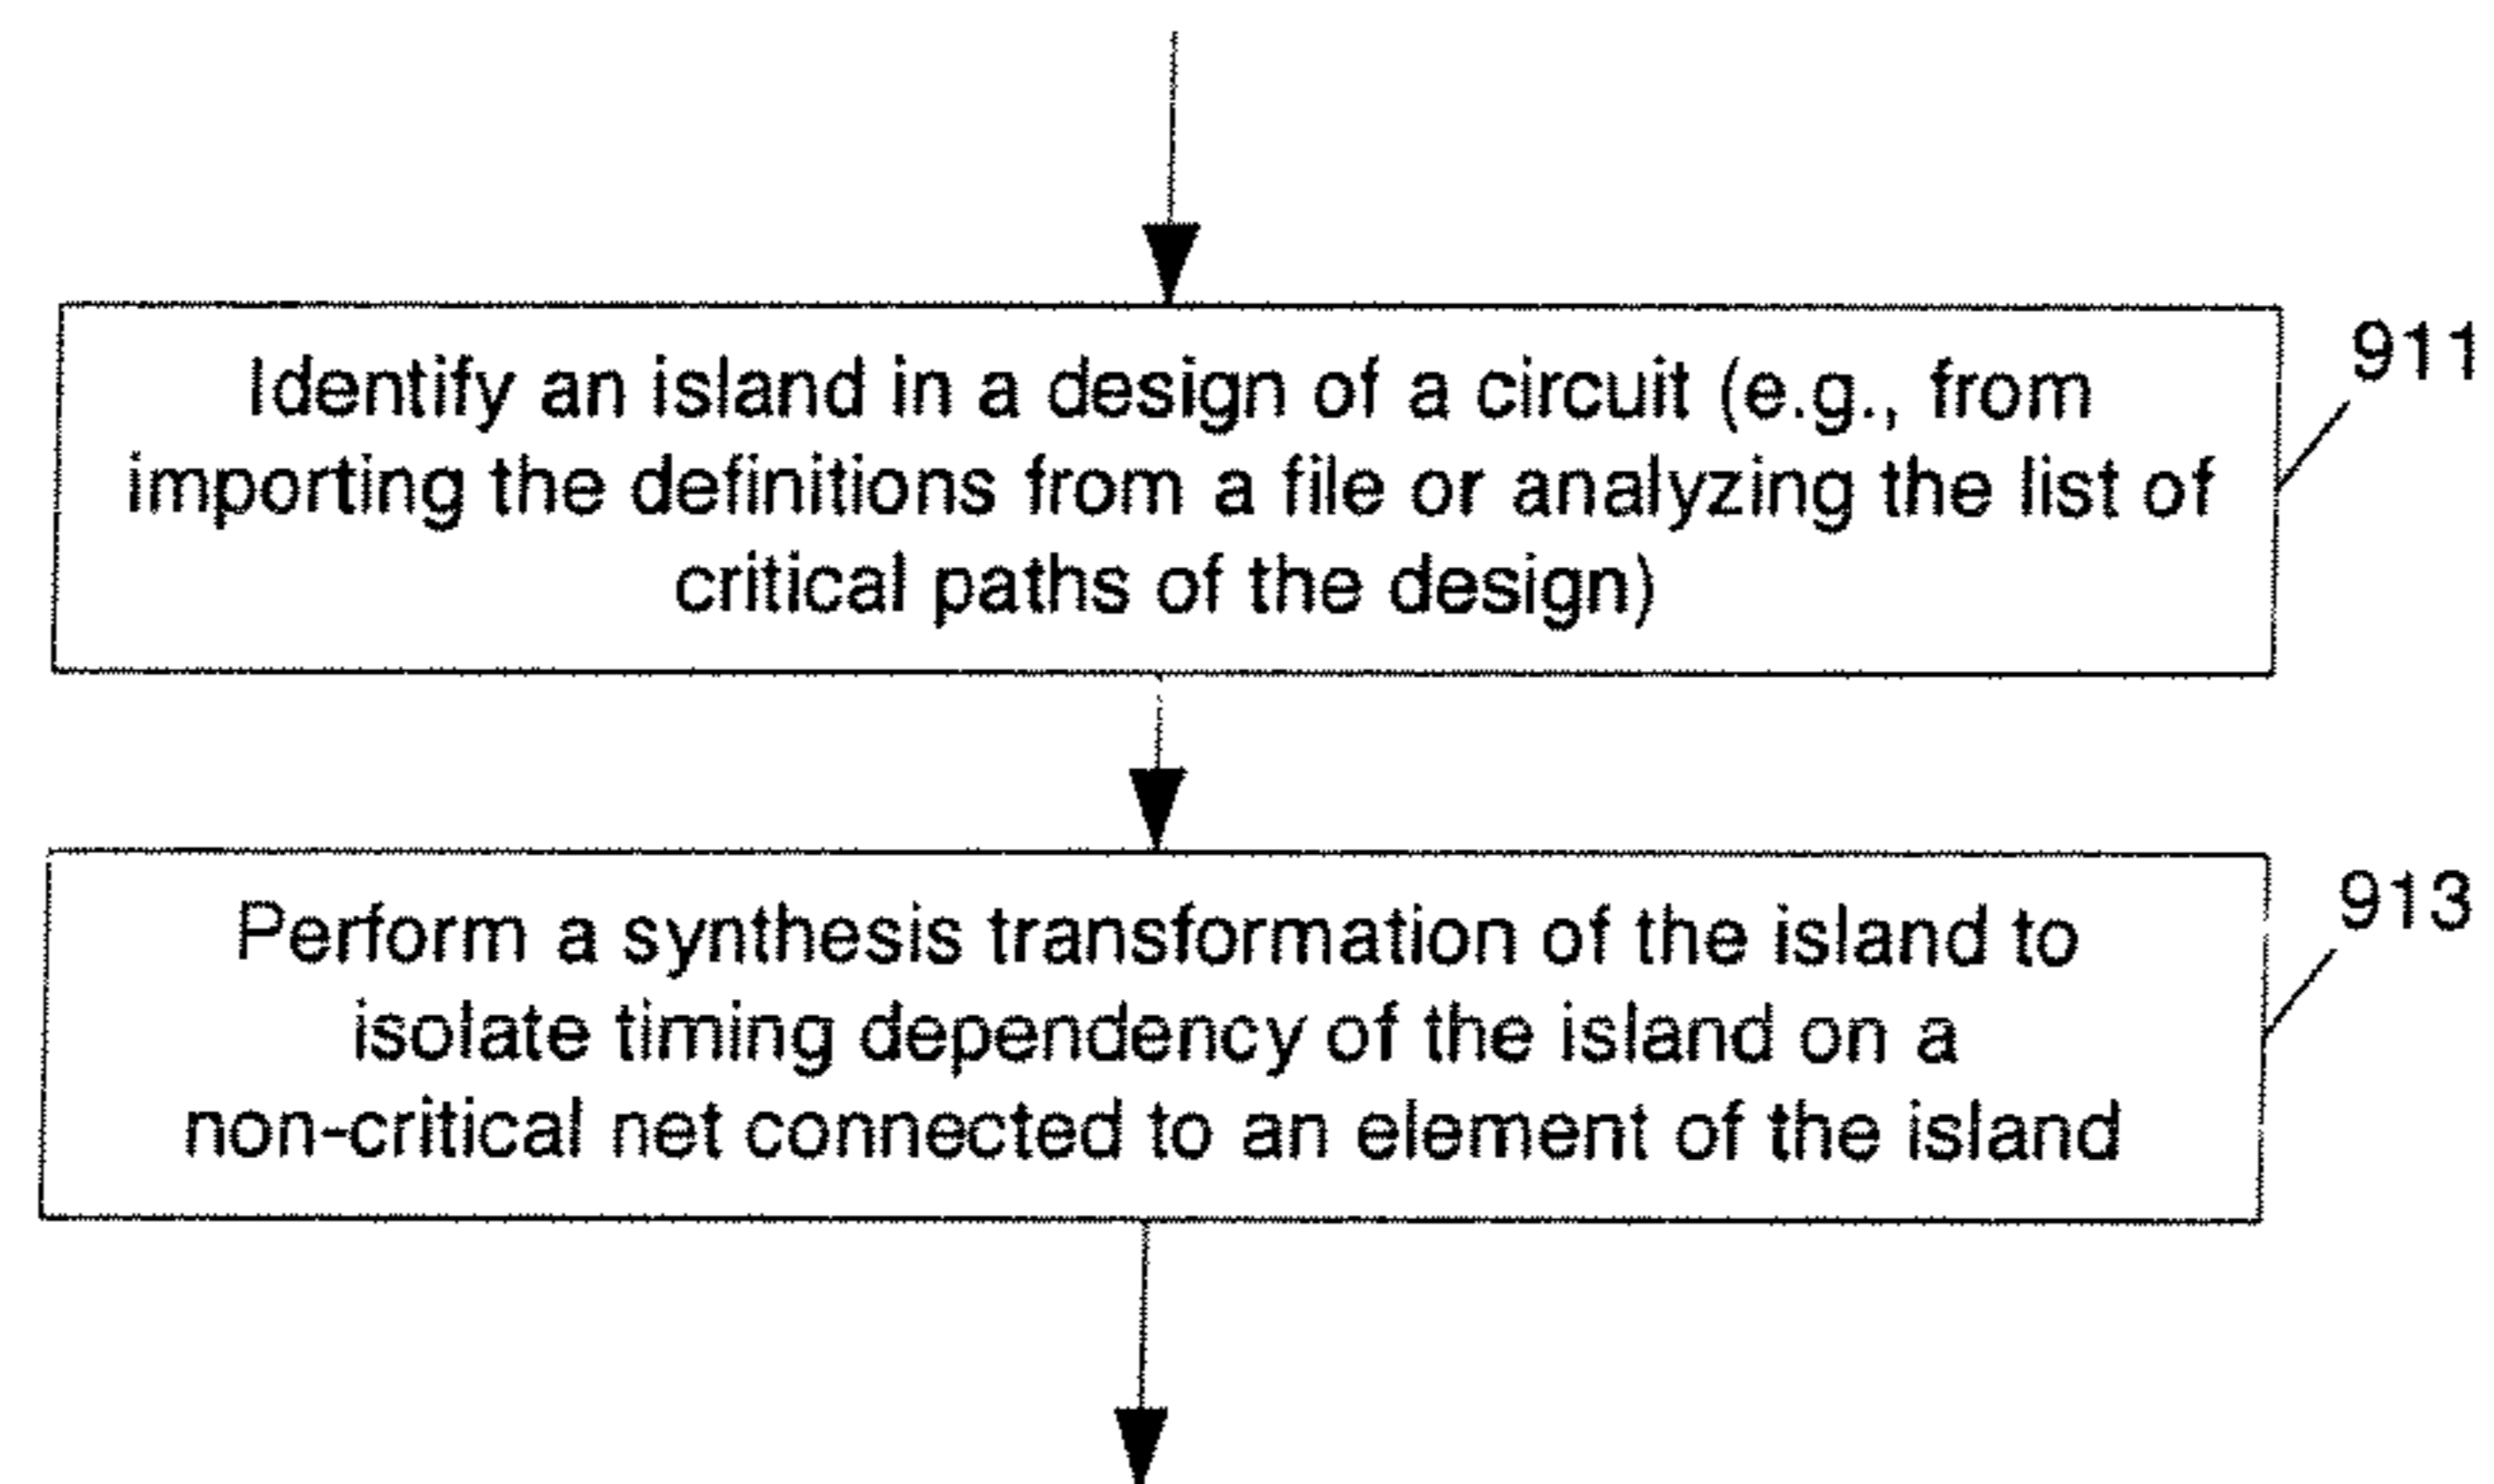 Identify an island in a design of a circuit (e.g., from
importing the definitions from a file or analyzing the list of
critical paths of the design)
911
Perform a synthesis transformation of the island to
isolate timing dependency of the island on a
non-critical net connected to an element of the island
913